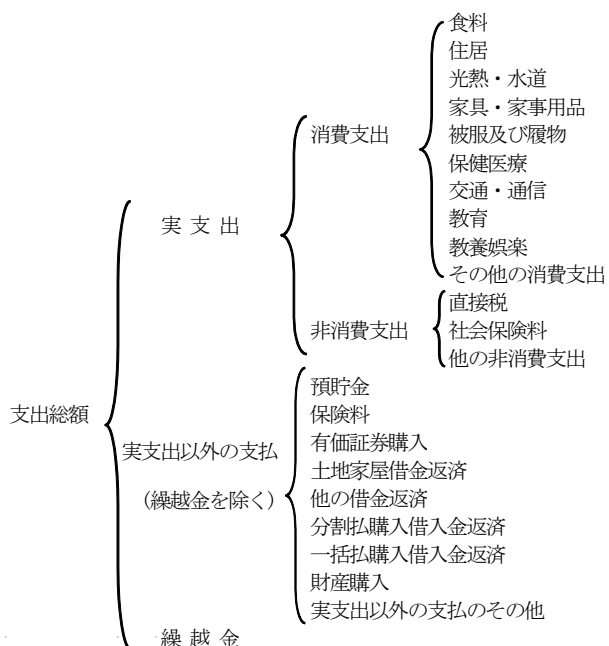 食料
住居
光熱・水道
家具・家事用品
消費支出
被服及び履物
保健医療
交通・通信
実 支 出
教育
教養娯楽
その他の消費支出
直接税
非消費支出
社会保険料
他の非消費支出
預貯金
支出総額
保険料
実支出以外の支払
有価証券購入
土地家屋借金返済
(繰越金を除く)
他の借金返済
分割払購入借入金返済
一括払購入借入金返済
財産購入
実支出以外の支払のその他
繰 越 金